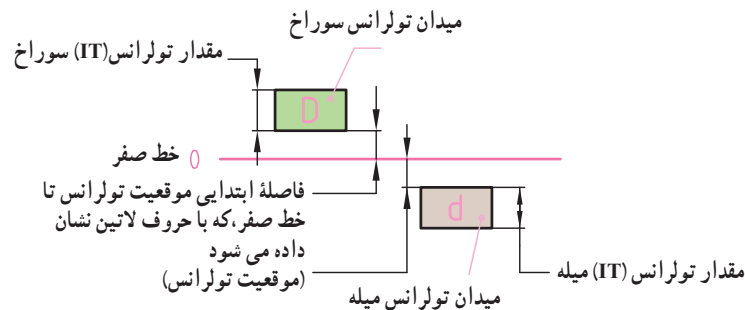 میدان تولرانس سوراخ
مقدار تولرانس(IT) سوراخ
D
خط صفر 0
فاصلهٔ ابتدایی موقعیت تولرانس تا
خط صفر،که با حروف لاتین نشان
داده می شود
(موقعیت تولرانس)
d
مقدار تولرانس (IT) میله
میدان تولرانس میله